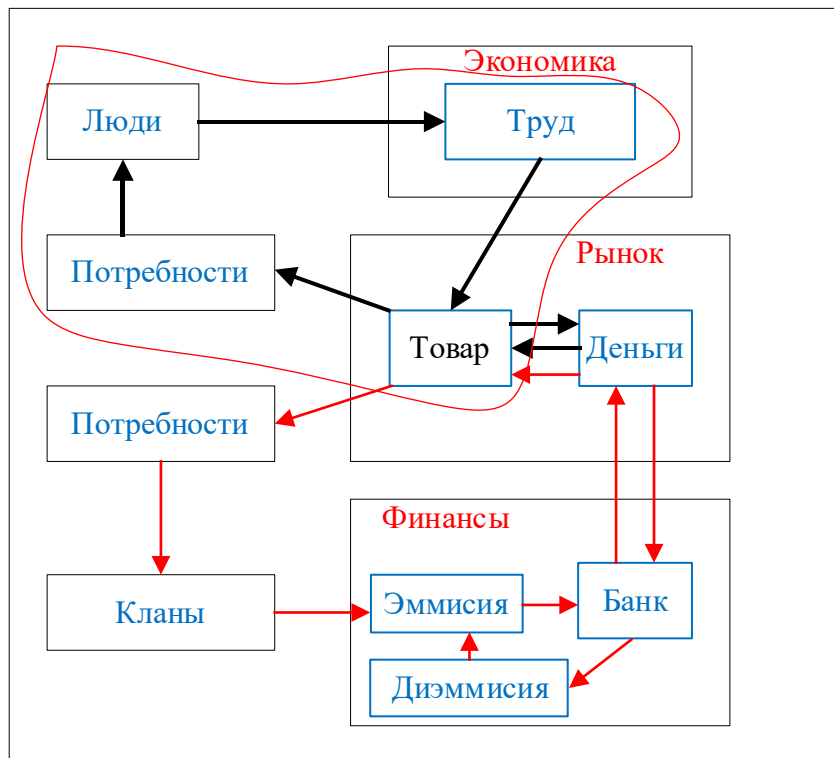 Экономика
Люди
Труд
Потребности
Рынок
Товар
Деньги
Потребности
Финансы
Кланы
Эммисия
Банк
Диэммисия